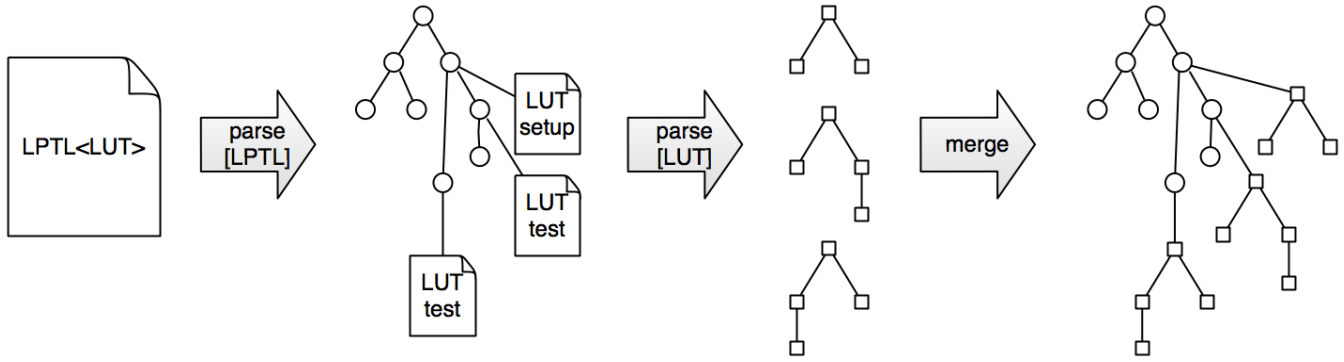 LPTL<LUT>
parse
[LPTL]
LUT
setup
LUT
test
LUT
test
parse
[LUT]
merge